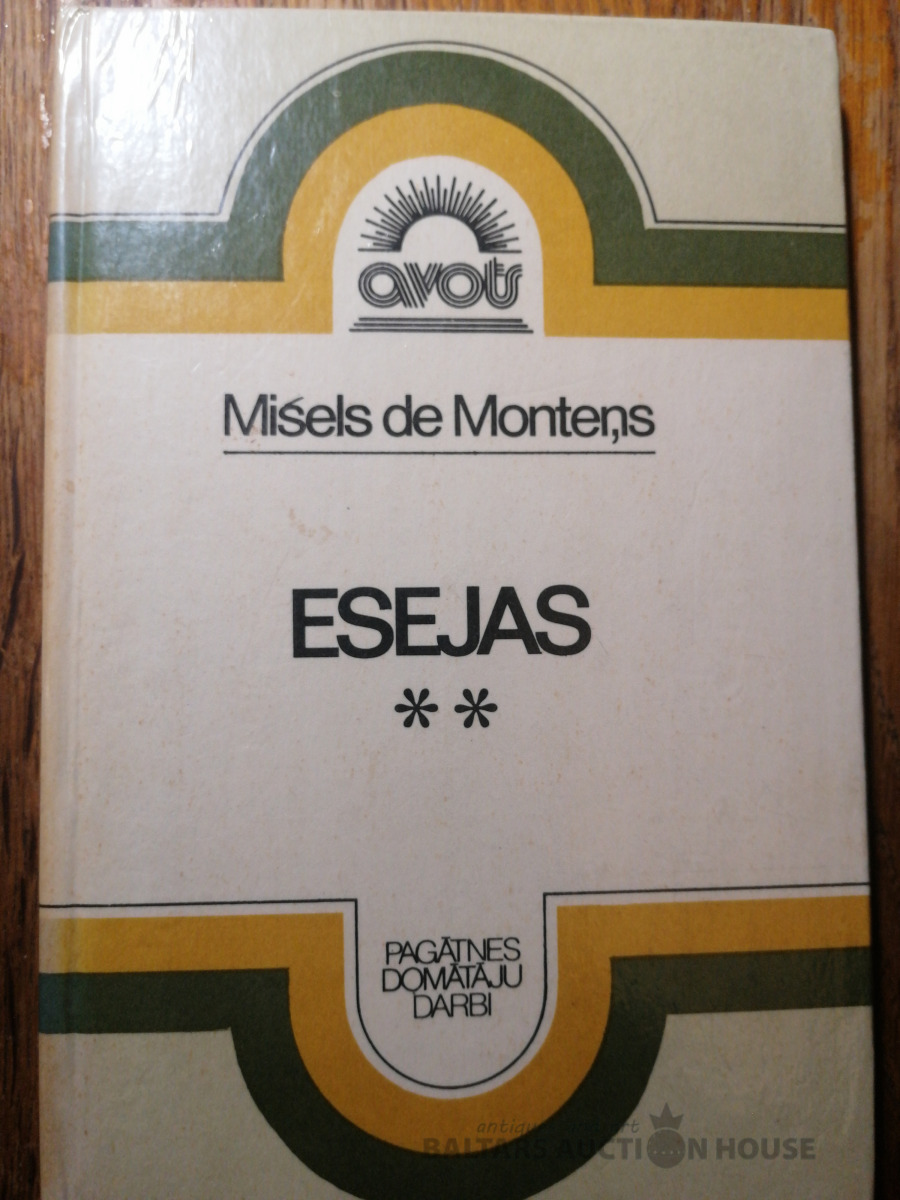 avots
Mišels de Monteņs
ESEJAS
**
PAGĀTNES
DOMĀTĀJU
DARBI
BALTARS AUCTION HOUSE